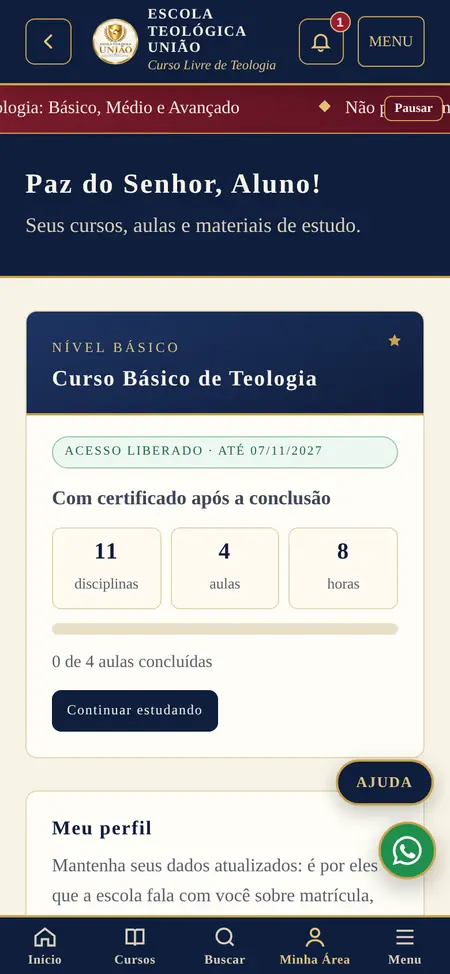 ESCOLA
TEOLÓGICA
UNIÃO
Curso Livre de Teologia
1
MENU
ologia: Básico, Médio e Avançado
Não
Pausar
Paz do Senhor, Aluno!
Seus cursos, aulas e materiais de estudo.
NÍVEL BÁSICO
Curso Básico de Teologia
ACESSO LIBERADO · ATÉ 07/11/2027
Com certificado após a conclusão
11
disciplinas
4
aulas
8
horas
0 de 4 aulas concluídas
Continuar estudando
AJUDA
Meu perfil
Mantenha seus dados atualizados: é por eles
que a escola fala com você sobre matrícula,
Início
Cursos
Buscar
Minha Área
Menu